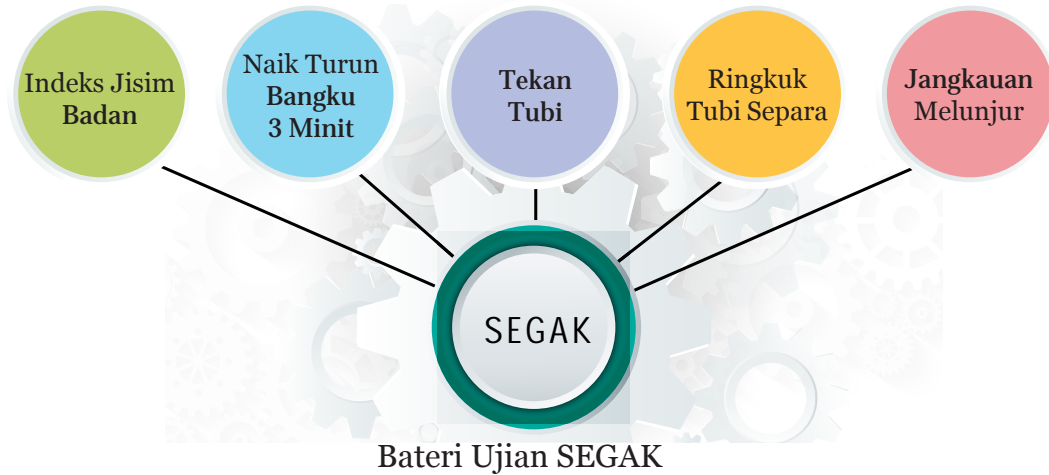 Indeks Jisim
Badan
Naik Turun
Bangku
3 Minit
Tekan
Tubi
Ringkuk
Tubi Separa
Jangkauan
Melunjur
SEGAK
Bateri Ujian SEGAK